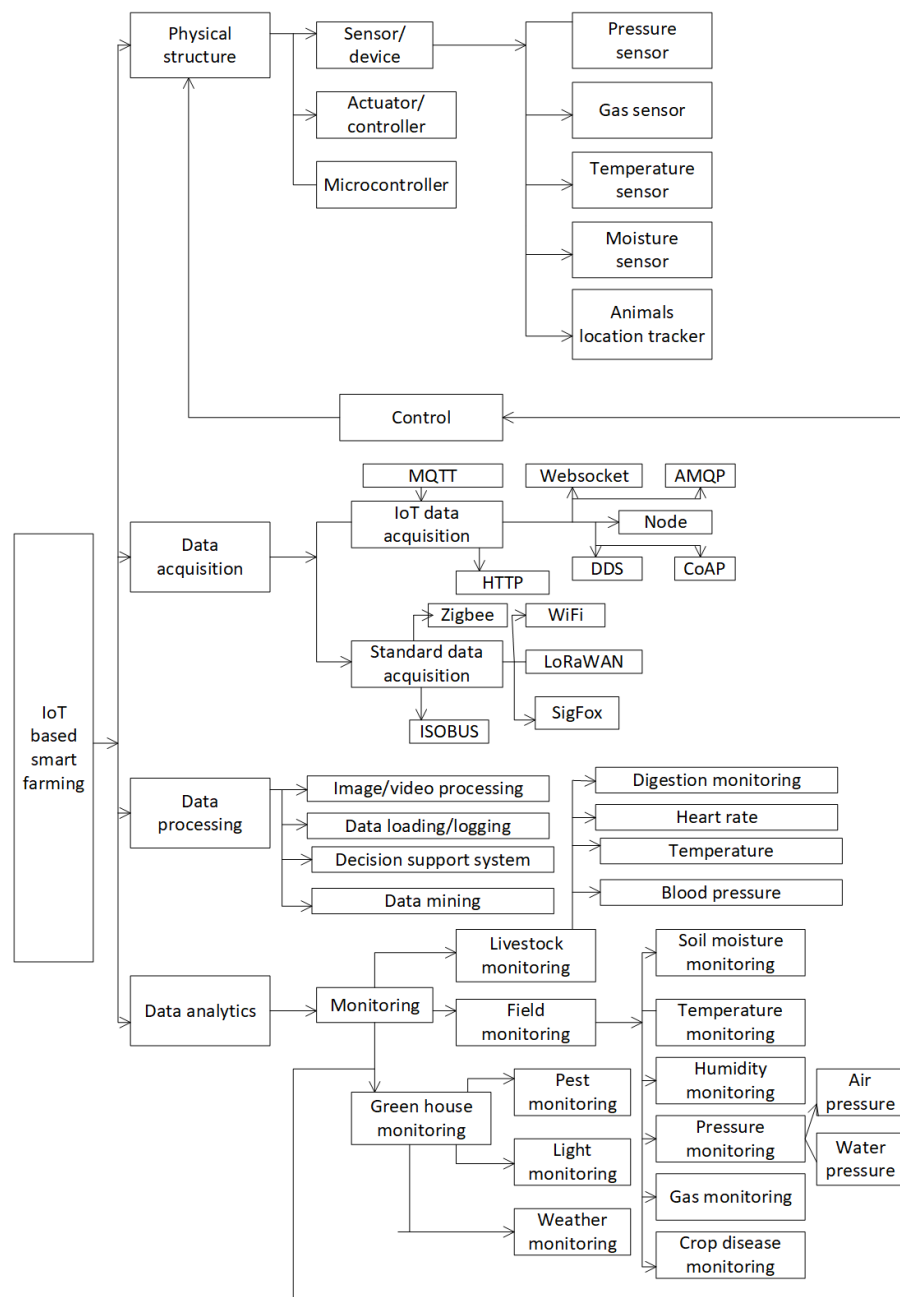 Physical
structure
Sensor/
device
Pressure
sensor
Actuator/
controller
Gas sensor
Microcontroller
Temperature
sensor
Moisture
sensor
Animals
location tracker
Control
MQTT
Websocket
AMQP
IoT data
acquisition
Node
Data
acquisition
HTTP
DDS
CoAP
Zigbee
WiFi
Standard data
acquisition
LoRaWAN
SigFox
ISOBUS
IoT
based
smart
farming
Data
processing
Image/video processing
Data loading/logging
Decision support system
Data mining
Digestion monitoring
Heart rate
Temperature
Blood pressure
Data analytics
Monitoring
Livestock
monitoring
Field
monitoring
Soil moisture
monitoring
Temperature
monitoring
Humidity
monitoring
Pressure
monitoring
Air
pressure
Water
pressure
Gas monitoring
Crop disease
monitoring
Green house
monitoring
Pest
monitoring
Light
monitoring
Weather
monitoring